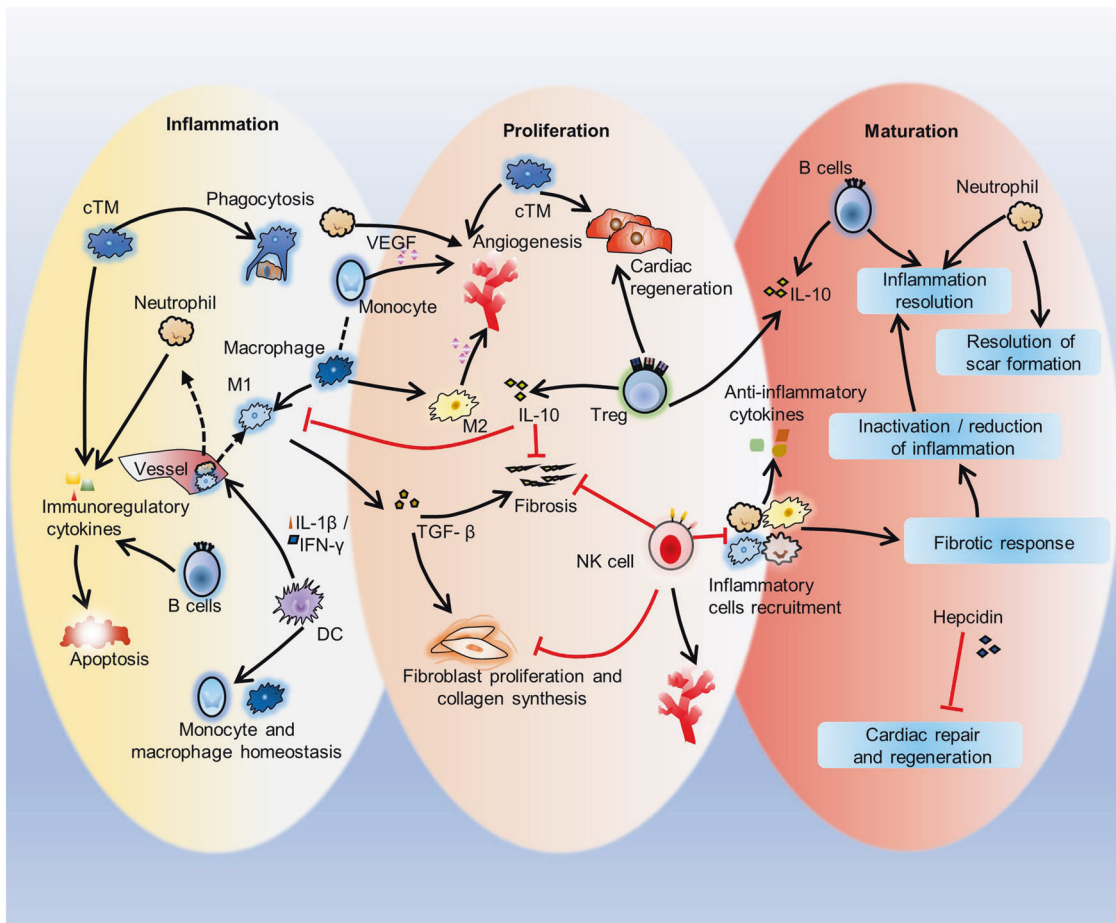 Inflammation
cTM
Phagocytosis
Neutrophil
Macrophage
M1
Vessel
Immunoregulatory
cytokines
IL-1β /
IFN-γ
B cells
DC
Apoptosis
Monocyte and
macrophage homeostasis
Proliferation
cTM
VEGF
Angiogenesis
Monocyte
Cardiac
regeneration
M2
IL-10
Treg
Fibrosis
TGF- β
NK cell
Fibroblast proliferation and
collagen synthesis
Maturation
B cells
Neutrophil
IL-10
Inflammation
resolution
Resolution of
scar formation
Anti-inflammatory
cytokines
Inactivation / reduction
of inflammation
Fibrotic response
Inflammatory
cells recruitment
Hepcidin
Cardiac repair
and regeneration